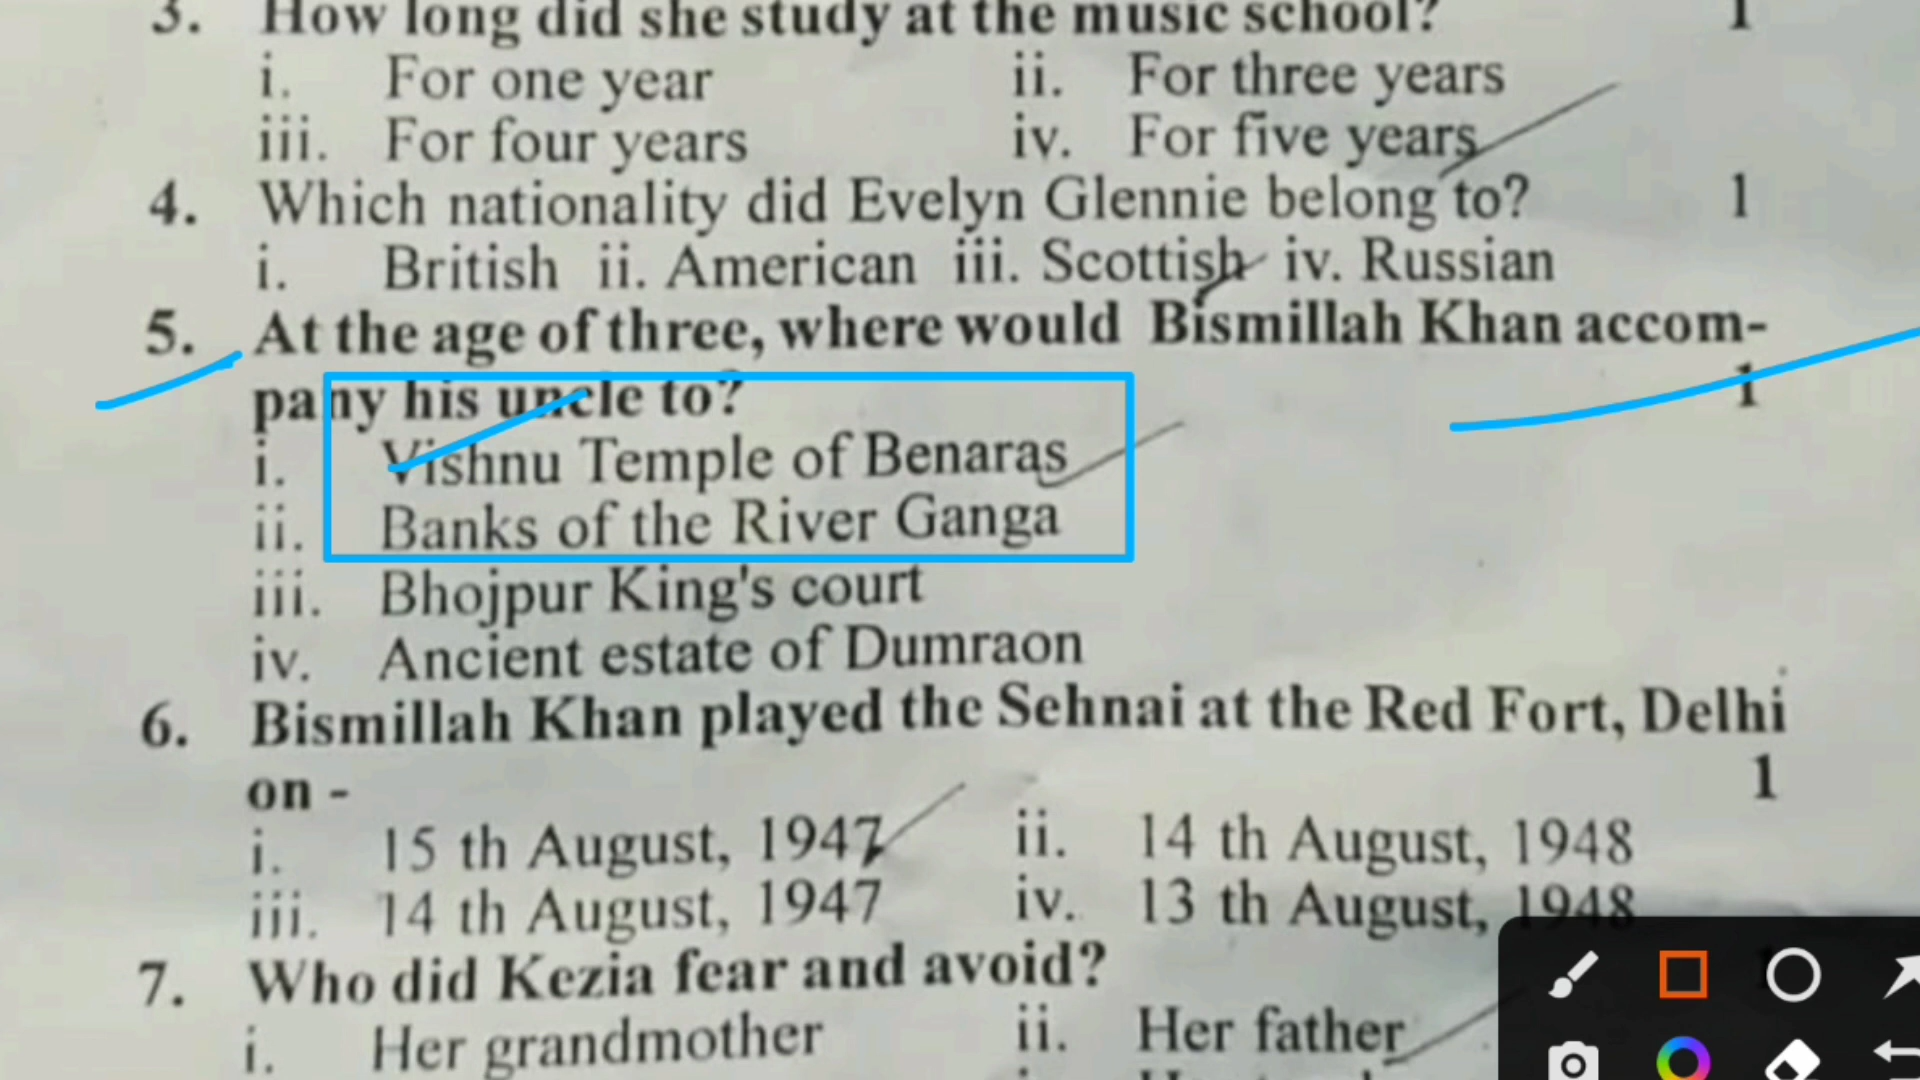 3. How long did she study at the music school? 1
i. For one year ii. For three years
iii. For four years iv. For five years
4. Which nationality did Evelyn Glennie belong to? 1
i. British ii. American iii. Scottish iv. Russian
5. At the age of three, where would Bismillah Khan accom-
pany his uncle to? 1
i. Vishnu Temple of Benaras
ii. Banks of the River Ganga
iii. Bhojpur King's court
iv. Ancient estate of Dumraon
6. Bismillah Khan played the Sehnai at the Red Fort, Delhi
on - 1
i. 15 th August, 1947 ii. 14 th August, 1948
iii. 14 th August, 1947 iv. 13 th August, 1948
7. Who did Kezia fear and avoid?
i. Her grandmother ii. Her father